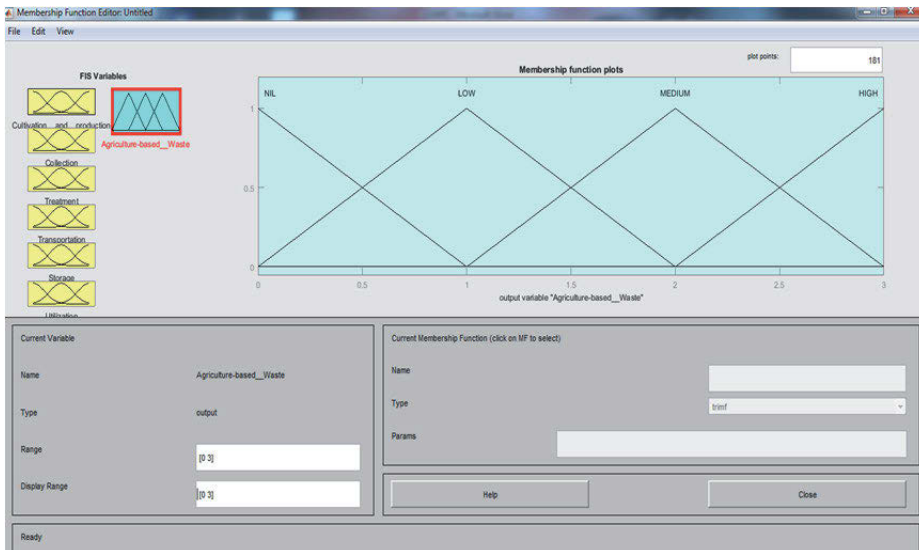 Membership Function Editor: Untitled
File Edit View
FIS Variables
Cultivation__and__production
Collection
Treatment
Transportation
Storage
Utilization
Agriculture-based__Waste
plot points:
181
Membership function plots
NIL LOW MEDIUM HIGH
1
0.5
0
0 0.5 1 1.5 2 2.5 3
output variable "Agriculture-based__Waste"
Current Variable
Name Agriculture-based__Waste
Type output
Range [0 3]
Display Range [0 3]
Current Membership Function (click on MF to select)
Name
Type trimf
Params
Help Close
Ready